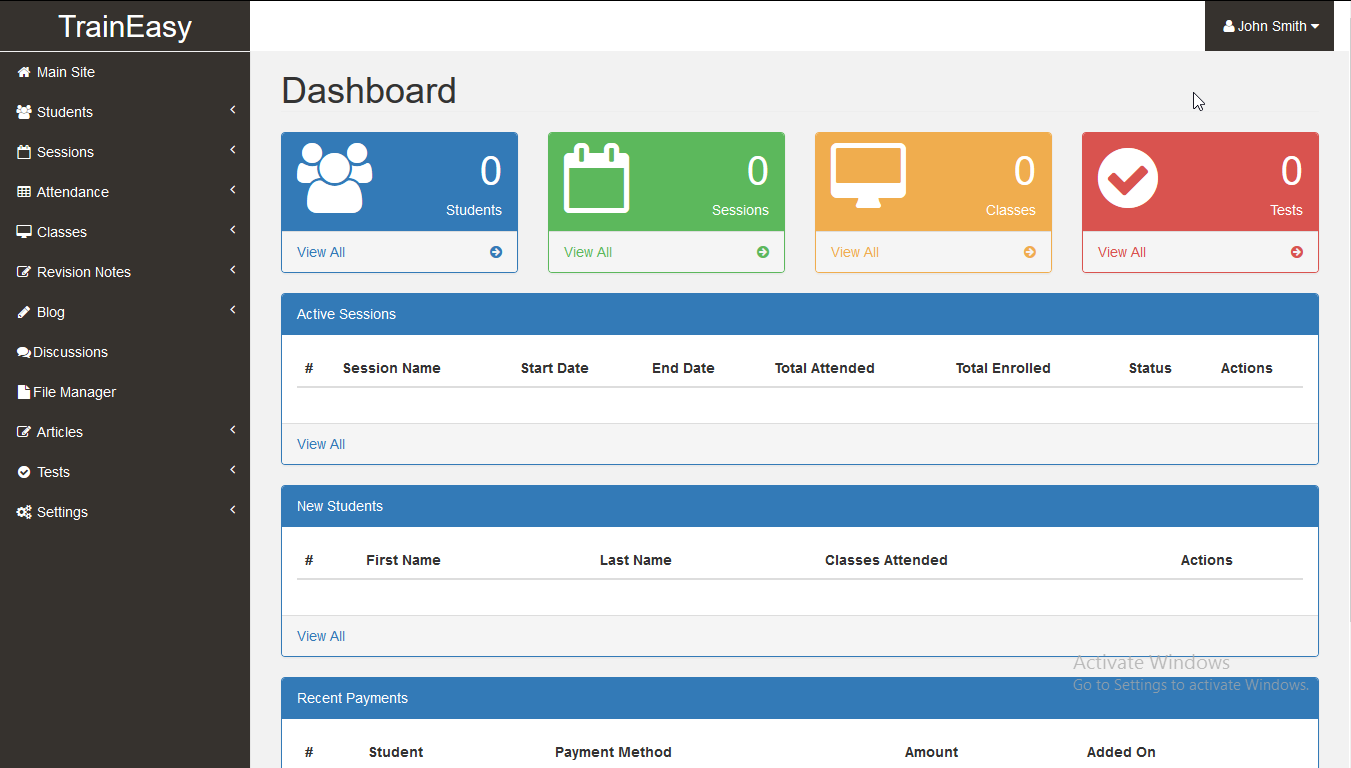 TrainEasy
John Smith
Main Site
Students
Sessions
Attendance
Classes
Revision Notes
Blog
Discussions
File Manager
Articles
Tests
Settings
Dashboard
0
Students
View All
0
Sessions
View All
0
Classes
View All
0
Tests
View All
Active Sessions
# Session Name Start Date End Date Total Attended Total Enrolled Status Actions
View All
New Students
# First Name Last Name Classes Attended Actions
View All
Activate Windows
Go to Settings to activate Windows.
Recent Payments
# Student Payment Method Amount Added On